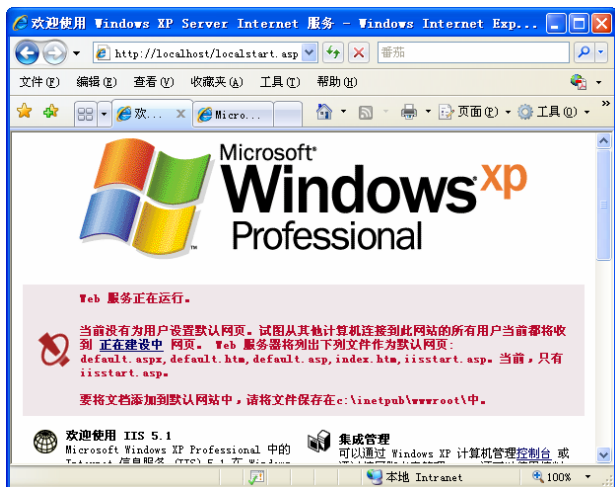 欢迎使用 Windows XP Server Internet 服务 - Windows Internet Exp...
http://localhost/localstart.asp
番茄
文件(F) 编辑(E) 查看(V) 收藏夹(A) 工具(T) 帮助(H)
欢... X Micro... 页面(P) 工具(O) »
Microsoft®
Windows xp
Professional
Web 服务正在运行。
当前没有为用户设置默认网页。试图从其他计算机连接到此网站的所有用户当前都将收
到 正在建设中 网页。 Web 服务器将列出下列文件作为默认网页:
default.aspx,default.htm,default.asp,index.htm,iisstart.asp。当前，只有
iisstart.asp。
要将文档添加到默认网站中，请将文件保存在c:\inetpub\wwwroot\中。
欢迎使用 IIS 5.1
Microsoft Windows XP Professional 中的
集成管理
可以通过 Windows XP 计算机管理控制台 或
本地 Intranet 100%